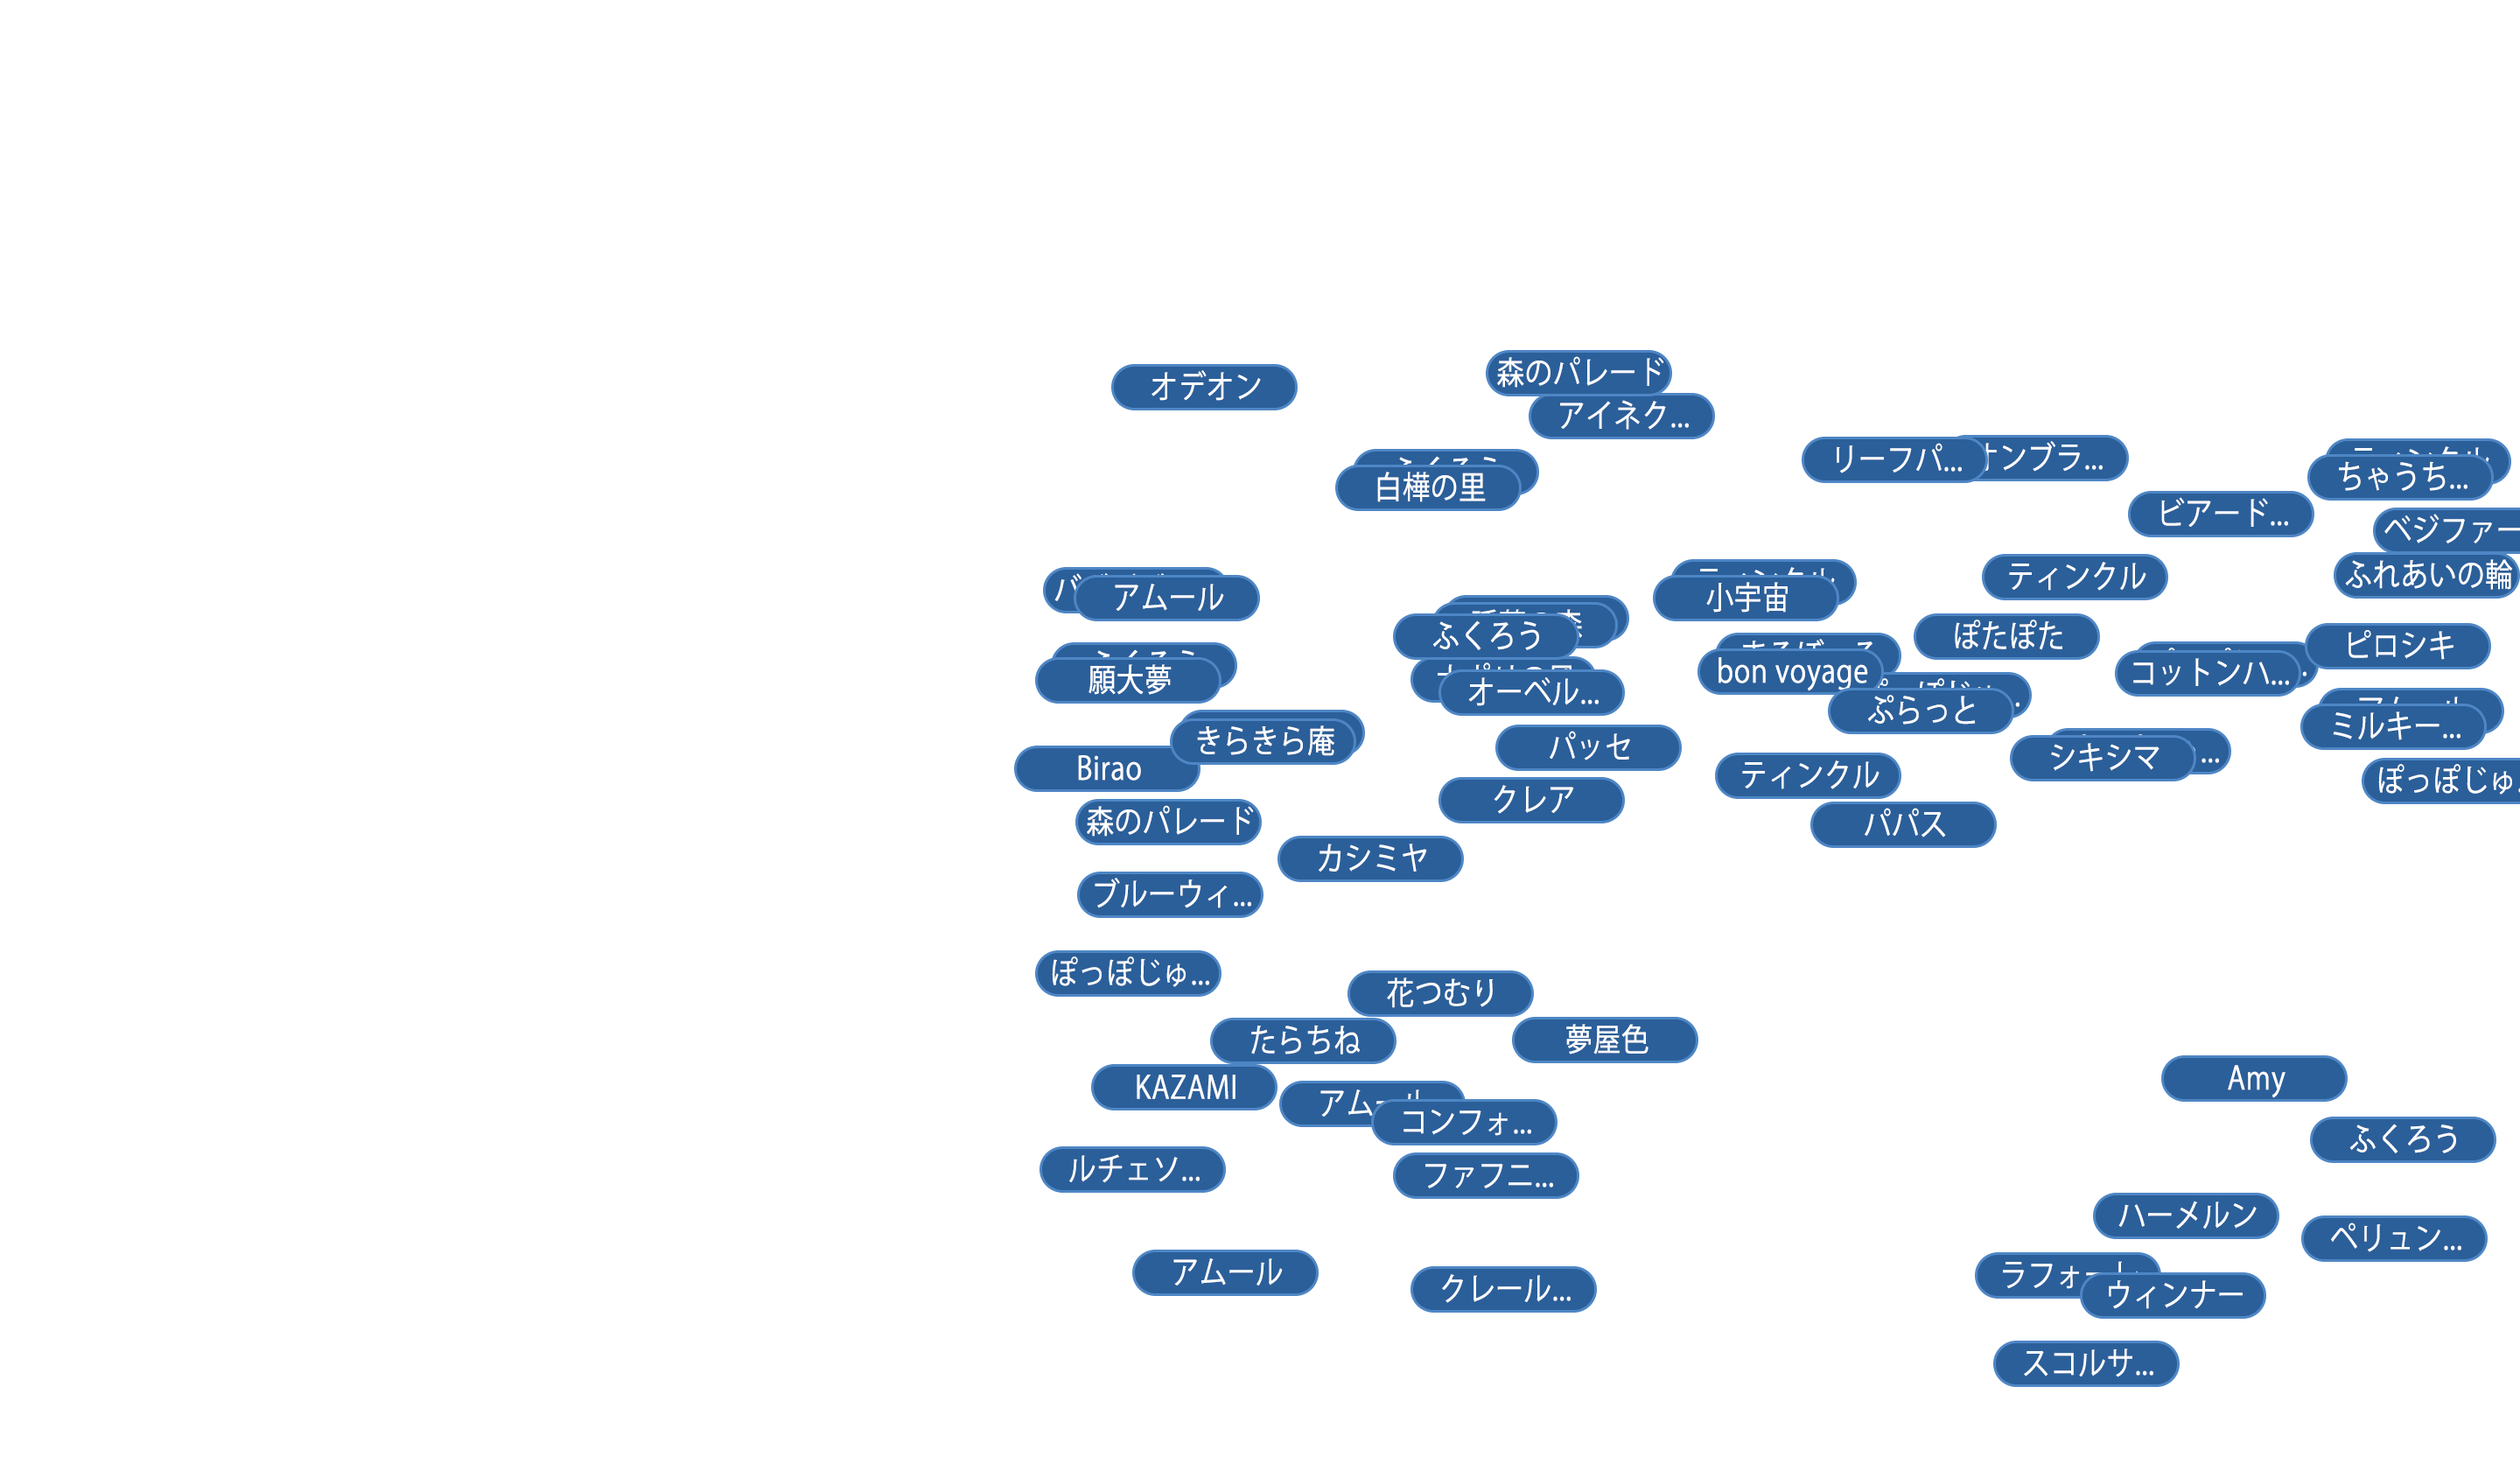 森のパレード
オデオン
アイネク...
オンブラ...
リーフパ...
ちゃうち...
白樺の里
ビアード...
ベジファー
ふれあいの輪
ティンクル
アムール
小宇宙
ふくろう
ぽたぽた
ピロシキ
bon voyage
コットンハ...
願大夢
オーベル...
ぷらっと
ミルキー...
きらきら庵
パッセ
シキシマ
Birao
ティンクル
ぽっぽじゅ
クレア
森のパレード
パパス
カシミヤ
ブルーウィ...
ぽっぽじゅ...
花つむり
たらちね
夢屋色
Amy
KAZAMI
アムール
コンフォ...
ふくろう
ルチェソ...
ファフニ...
ハーメルン
ペリュン...
アムール
ラフォー
クレール...
ウィンナー
スコルサ...